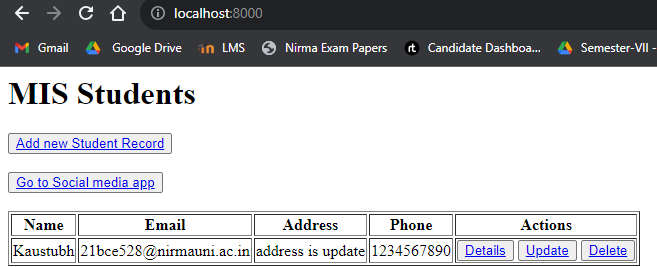 localhost:8000
Gmail Google Drive LMS Nirma Exam Papers rt Candidate Dashboa... Semester-VII -
MIS Students
Add new Student Record
Go to Social media app
Name Email Address Phone Actions
Kaustubh 21bce528@nirmauni.ac.in address is update 1234567890 Details Update Delete